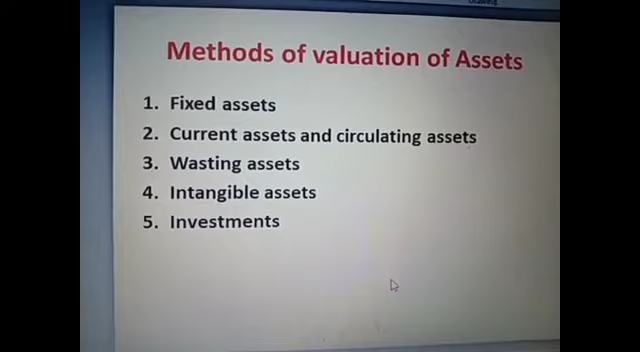 Methods of valuation of Assets
1. Fixed assets
2. Current assets and circulating assets
3. Wasting assets
4. Intangible assets
5. Investments